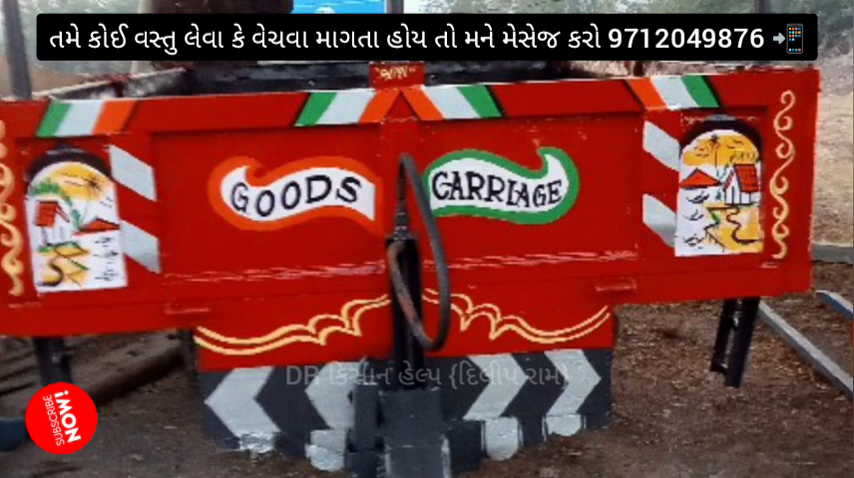 તમે કોઈ વસ્તુ લેવા કે વેચવા માગતા હોય તો મને મેસેજ કરો 9712049876
GOODS CARRIAGE
DR કિસાન હેલ્પ {દિલીપ રામ}
SUBSCRIBE
NOW!